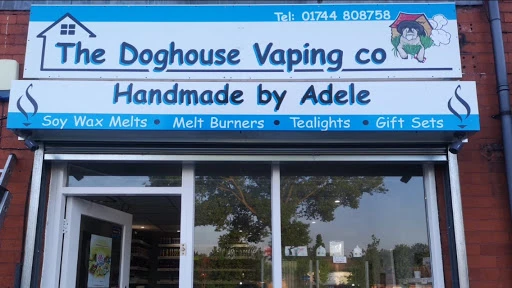 Tel: 01744 808758
The Doghouse Vaping co
Handmade by Adele
Soy Wax Melts • Melt Burners • Tealights • Gift Sets